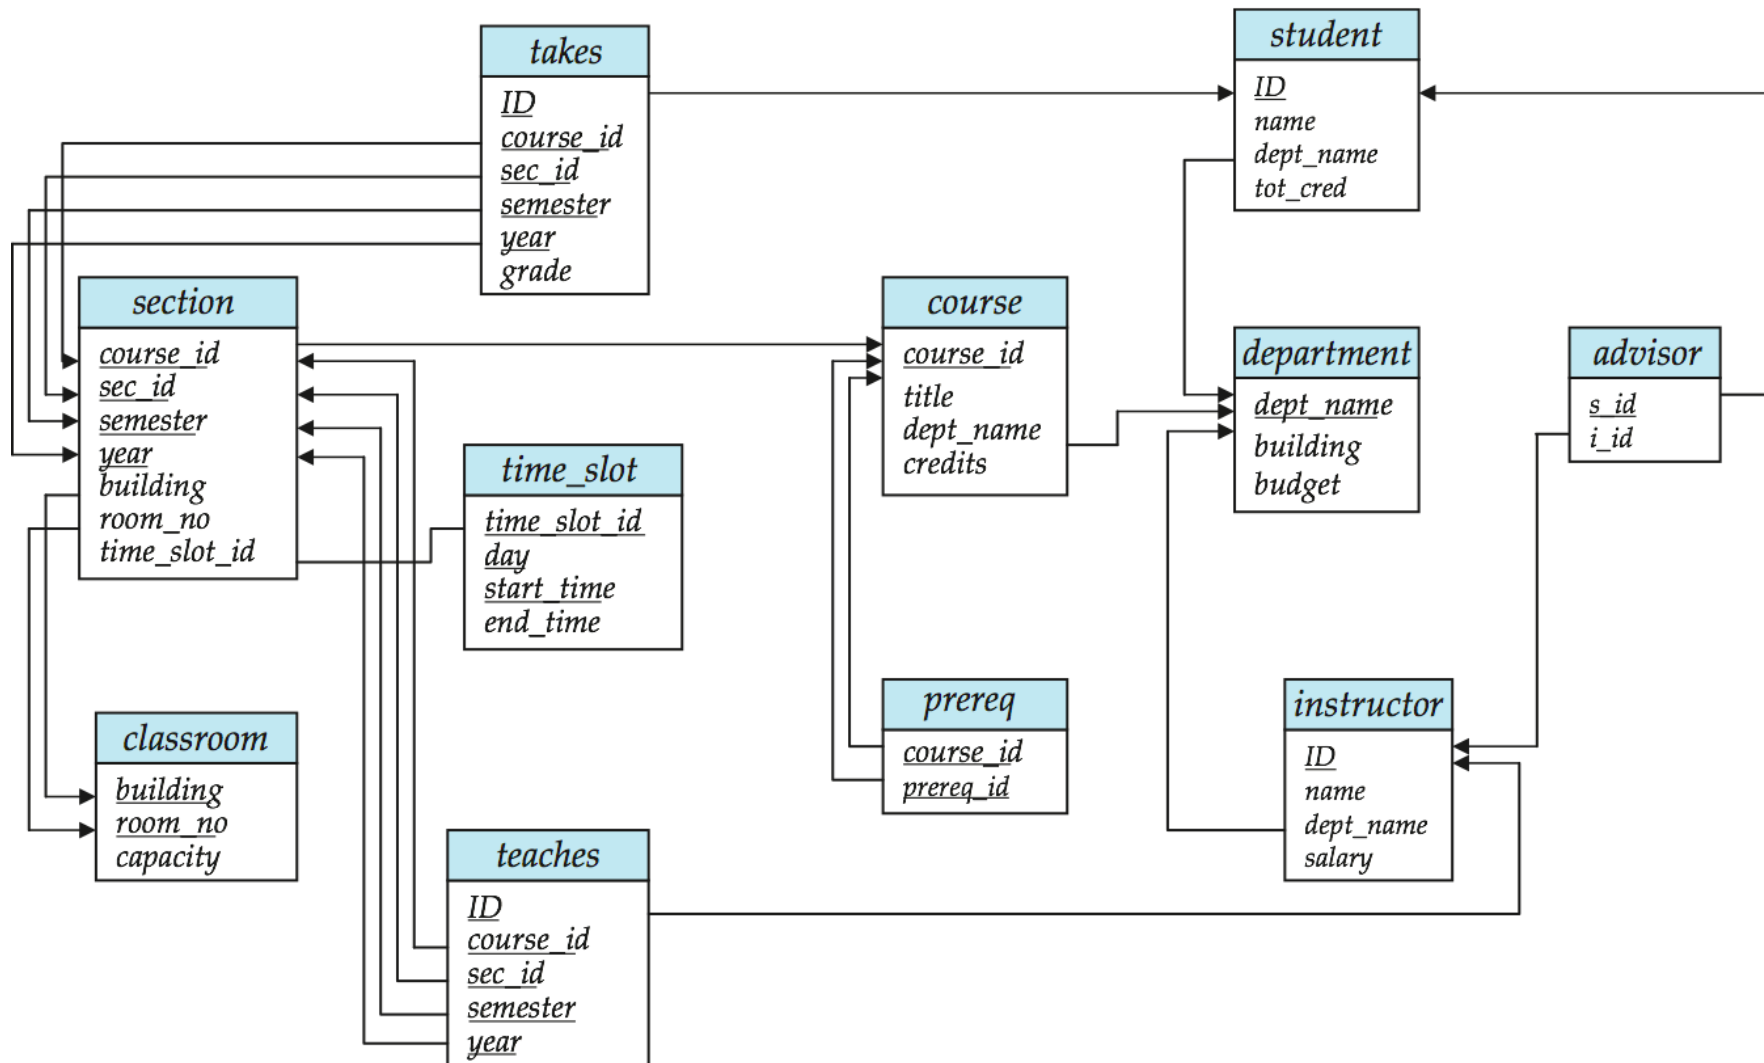 takes
ID
course_id
sec_id
semester
year
grade
student
ID
name
dept_name
tot_cred
section
course_id
sec_id
semester
year
building
room_no
time_slot_id
time_slot
time_slot_id
day
start_time
end_time
course
course_id
title
dept_name
credits
department
dept_name
building
budget
advisor
s_id
i_id
classroom
building
room_no
capacity
prereq
course_id
prereq_id
instructor
ID
name
dept_name
salary
teaches
ID
course_id
sec_id
semester
year